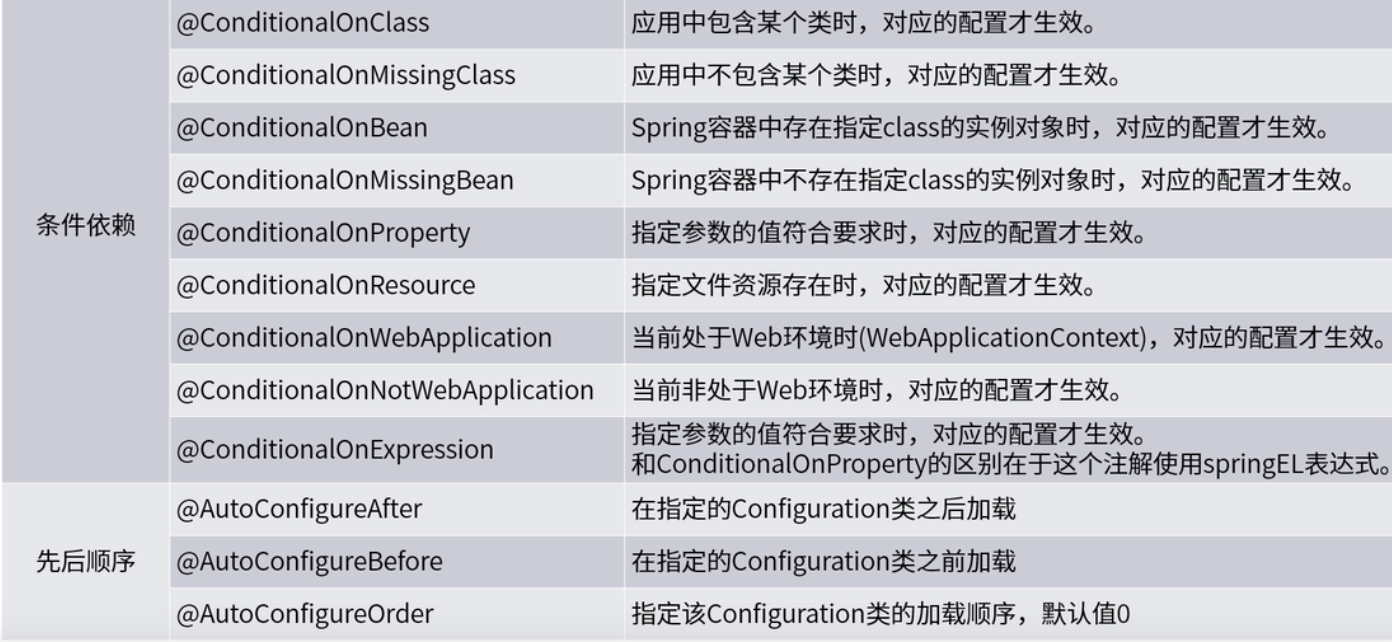 @ConditionalOnClass 应用中包含某个类时，对应的配置才生效。
@ConditionalOnMissingClass 应用中不包含某个类时，对应的配置才生效。
@ConditionalOnBean Spring容器中存在指定class的实例对象时，对应的配置才生效。
@ConditionalOnMissingBean Spring容器中不存在指定class的实例对象时，对应的配置才生效。
条件依赖
@ConditionalOnProperty 指定参数的值符合要求时，对应的配置才生效。
@ConditionalOnResource 指定文件资源存在时，对应的配置才生效。
@ConditionalOnWebApplication 当前处于Web环境时(WebApplicationContext)，对应的配置才生效。
@ConditionalOnNotWebApplication 当前非处于Web环境时，对应的配置才生效。
@ConditionalOnExpression 指定参数的值符合要求时，对应的配置才生效。
和ConditionalOnProperty的区别在于这个注解使用springEL表达式。
@AutoConfigureAfter 在指定的Configuration类之后加载
先后顺序 @AutoConfigureBefore 在指定的Configuration类之前加载
@AutoConfigureOrder 指定该Configuration类的加载顺序，默认值0